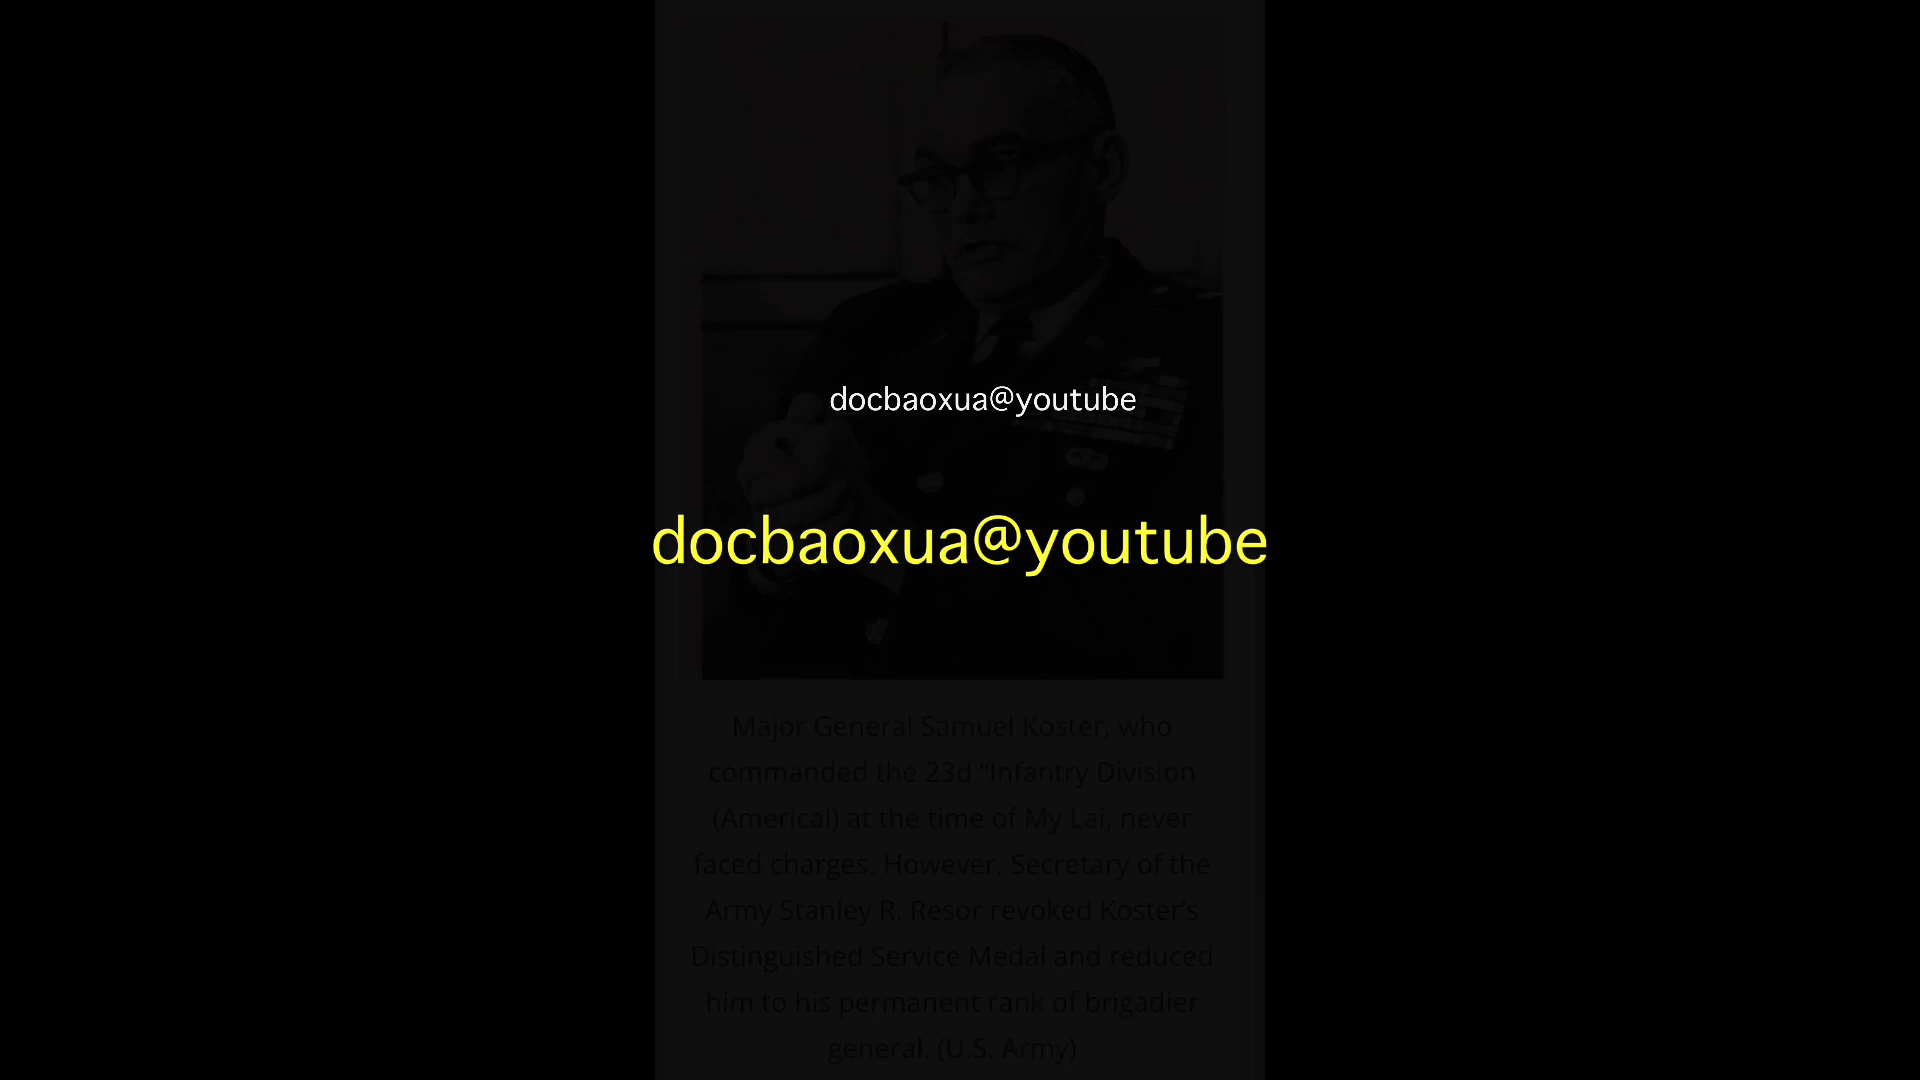 docbaoxua@youtube
docbaoxua@youtube
Major General Samuel Koster, who
commanded the 23d “Infantry Division
(Americal) at the time of My Lai, never
faced charges. However, Secretary of the
Army Stanley R. Resor revoked Koster’s
Distinguished Service Medal and reduced
him to his permanent rank of brigadier
general. (U.S. Army)